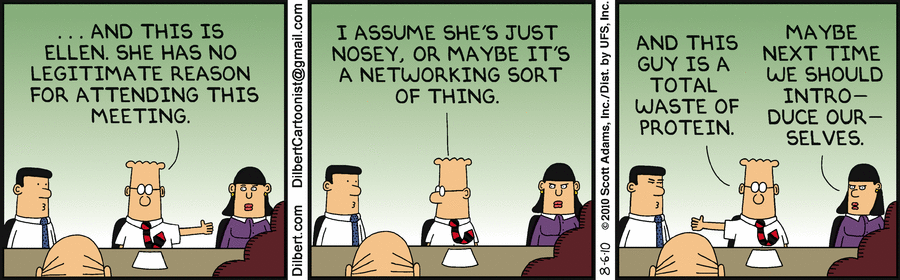 . . . AND THIS IS
ELLEN. SHE HAS NO
LEGITIMATE REASON
FOR ATTENDING THIS
MEETING.
Dilbert.com DilbertCartoonist@gmail.com
I ASSUME SHE'S JUST
NOSEY, OR MAYBE IT'S
A NETWORKING SORT
OF THING.
8-6-10 © 2010 Scott Adams, Inc./Dist. by UFS, Inc.
AND THIS
GUY IS A
TOTAL
WASTE OF
PROTEIN.
MAYBE
NEXT TIME
WE SHOULD
INTRO-
DUCE OUR-
SELVES.